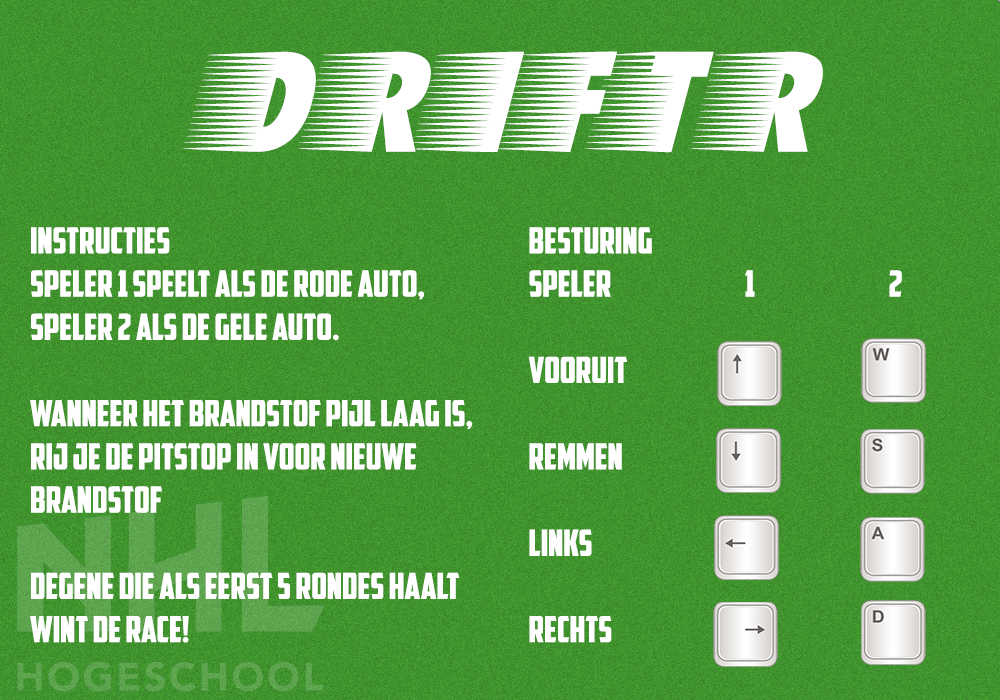 DRIFTR
INSTRUCTIES
SPELER 1 SPEELT ALS DE RODE AUTO,
SPELER 2 ALS DE GELE AUTO.
WANNEER HET BRANDSTOF PIJL LAAG IS,
RIJ JE DE PITSTOP IN VOOR NIEUWE
BRANDSTOF
DEGENE DIE ALS EERST 5 RONDES HAALT
WINT DE RACE!
NHL
HOGESCHOOL
BESTURING
SPELER 1 2
VOORUIT ↑ W
REMMEN ↓ S
LINKS ← A
RECHTS → D